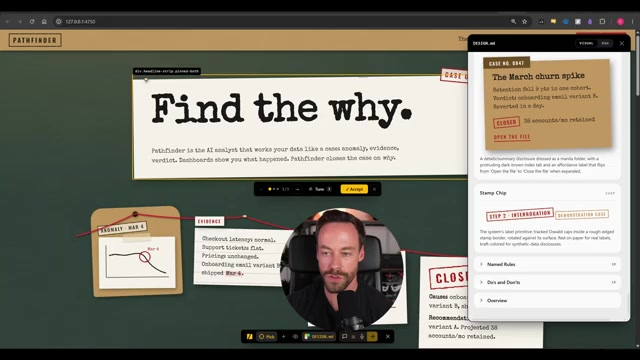 127.0.0.1:4750
PATHFINDER
div.headline-strip.pinned-both
CASE
Find the why.
Pathfinder is the AI analyst that works your data like a cases anomaly, evidence,
verdict. Dashboards show you what happened. Pathfinder closes the case on why.
3/3
Tune
Accept
ANOMALY - MAR 4
Mar 4
EVIDENCE
Checkout latency: normal.
Support tickets: flat.
Pricing: unchanged.
Onboarding email variant B
shipped Mar 4.
Causes onboa
email varian
Recommendat
variant A. Projected 38
accounts/mo retained.
Pick
DESIGN.md
DESIGN.md
VISUAL
RAW
CASE NO. 0047
The March churn spike
Retention fell 9 pts in one cohort.
Verdict: onboarding email variant B.
Reverted in a day.
CLOSED
38 accounts/mo retained
OPEN THE FILE
A details/summary disclosure dressed as a manila folder, with a
protruding dark-brown index tab and an affordance label that flips
from 'Open the file' to 'Close the file' when expanded.
Stamp Chip
CHIP
STEP 2 - INTERROGATION
DEMONSTRATION CASE
The system's label primitive: tracked Oswald caps inside a rough-edged
stamp border, rotated against its surface. Red on paper for real labels,
kraft-colored for synthetic-data disclosures.
Named Rules
Do's and Don'ts
Overview